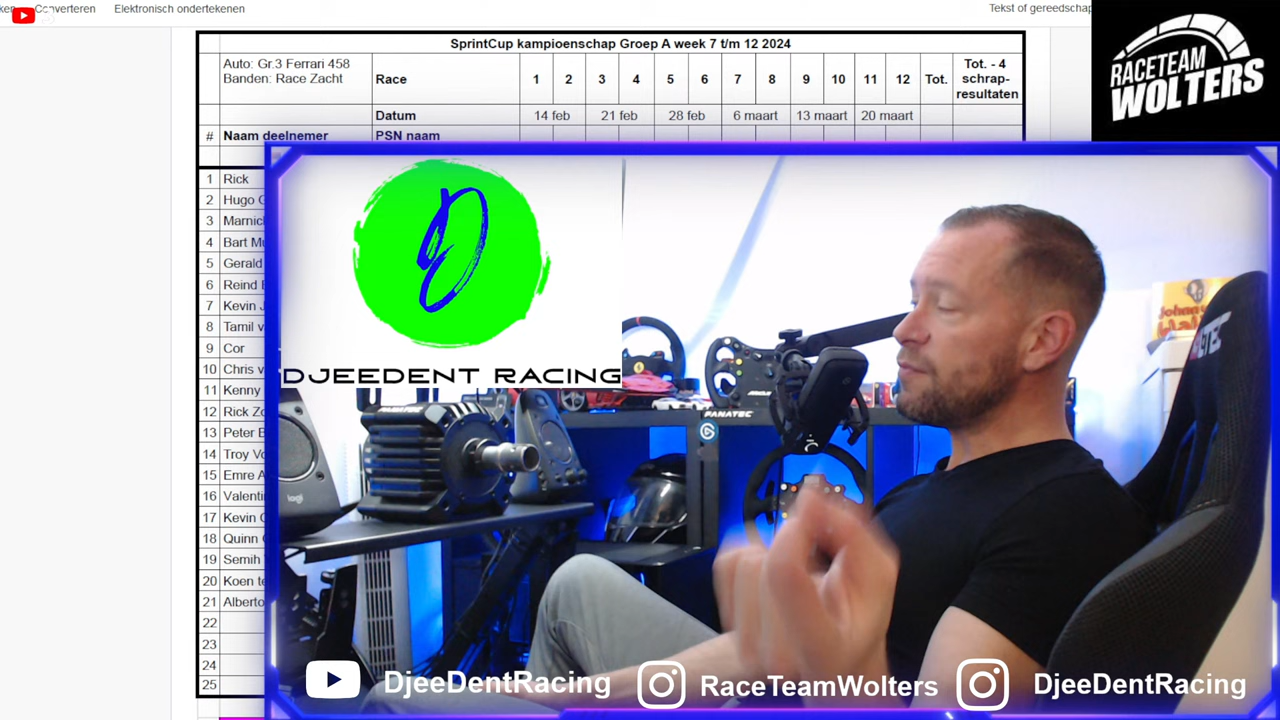 Converteren
Elektronisch ondertekenen
Tekst of
SprintCup kampioenschap Groep A week 7 t/m 12 2024
Auto: Gr.3 Ferrari 458
Banden: Race Zacht
Race
1 2 3 4 5 6 7 8 9 10 11 12 Tot.
Tot. - 4
schrap-
resultaten
Datum
14 feb 21 feb 28 feb 6 maart 13 maart 20 maart
# Naam deelnemer PSN naam
1 Rick
2 Hugo
3
4 Bart
5 Gerald
6 Reind
7 Kevin
8 Tamil
9 Cor
10 Chris
11 Kenny
12 Rick
13 Peter
14 Troy
15 Emre
16
17 Kevin
18 Quinn
19 Semih
20 Koen
21 Alberto
22
23
24
25
RACETEAM
WOLTERS
DJEEDENT RACING
FANATEC
FANATEC
logi
DjeeDentRacing
RaceTeamWolters
DjeeDentRacing